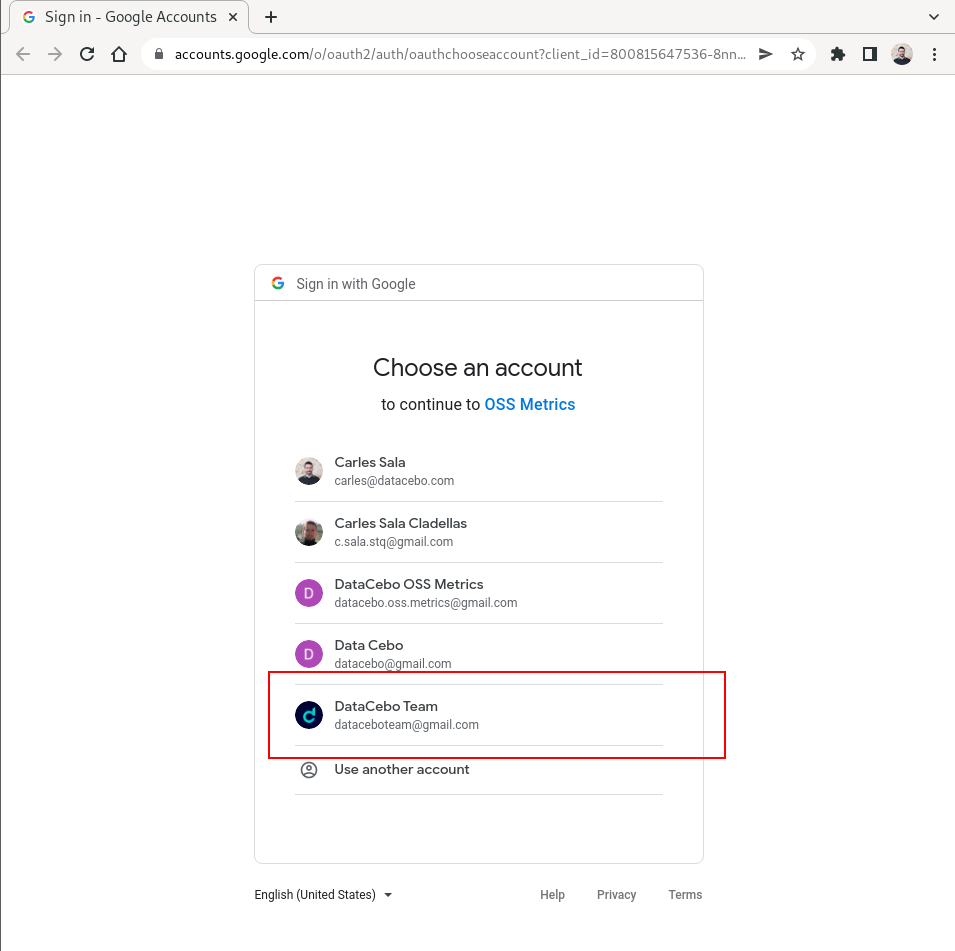 Sign in - Google Accounts
accounts.google.com/o/oauth2/auth/oauthchooseaccount?client_id=800815647536-8nn...
Sign in with Google
Choose an account
to continue to OSS Metrics
Carles Sala
carles@datacebo.com
Carles Sala Cladellas
c.sala.stq@gmail.com
D
DataCebo OSS Metrics
datacebo.oss.metrics@gmail.com
D
Data Cebo
datacebo@gmail.com
DataCebo Team
dataceboteam@gmail.com
Use another account
English (United States)
Help Privacy Terms